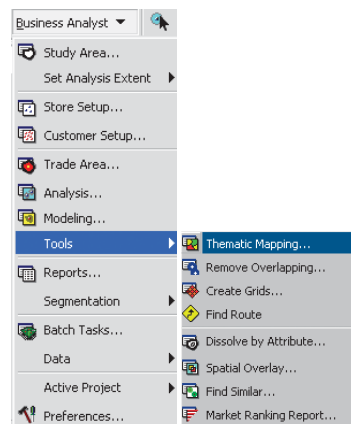 Business Analyst
Study Area...
Set Analysis Extent
Store Setup...
Customer Setup...
Trade Area...
Analysis...
Modeling...
Tools
Reports...
Segmentation
Batch Tasks...
Data
Active Project
Preferences...
Thematic Mapping...
Remove Overlapping...
Create Grids...
Find Route
Dissolve by Attribute...
Spatial Overlay...
Find Similar...
Market Ranking Report...